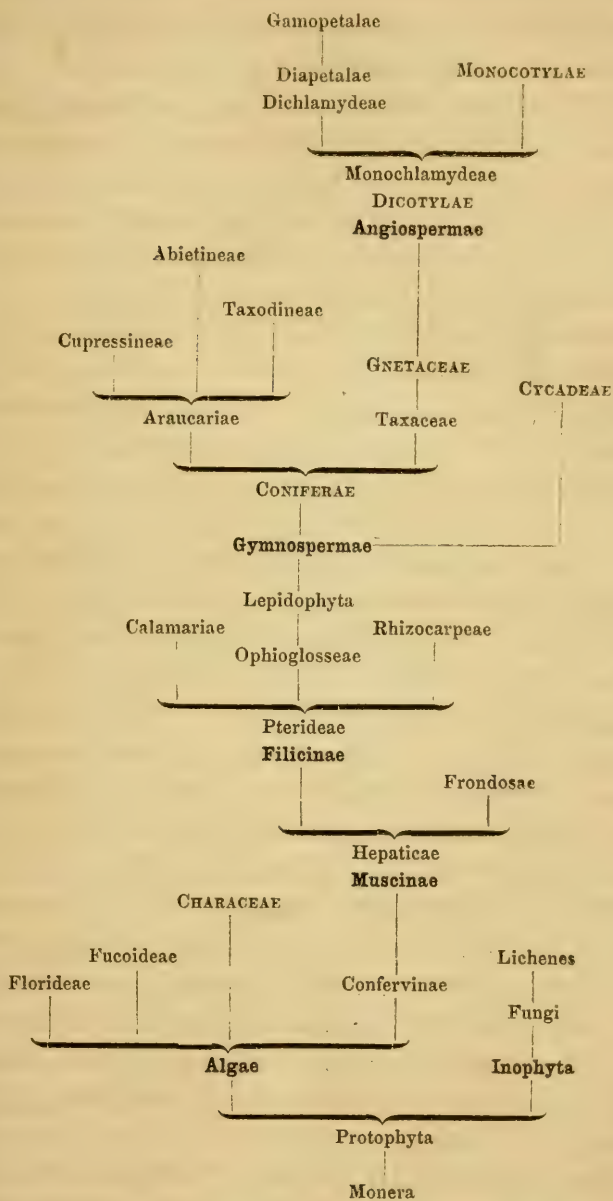 Gamopetalae
Diapetalae
Dichlamydeae
MONOCOTYLAE
Monochlamydeae
DICOTYLAE
Angiospermae
Abietineae
Taxodineae
Cupressineae
GNETACEAE
CYCADEAE
Araucariae
Taxaceae
CONIFERAE
Gymnospermae
Lepidophyta
Calamariae
Rhizocarpeae
Ophioglosseae
Pterideae
Filicinae
Frondosae
Hepaticae
Muscinae
CHARACEAE
Fucoideae
Lichenes
Florideae
Confervinae
Fungi
Algae
Inophyta
Protophyta
Monera